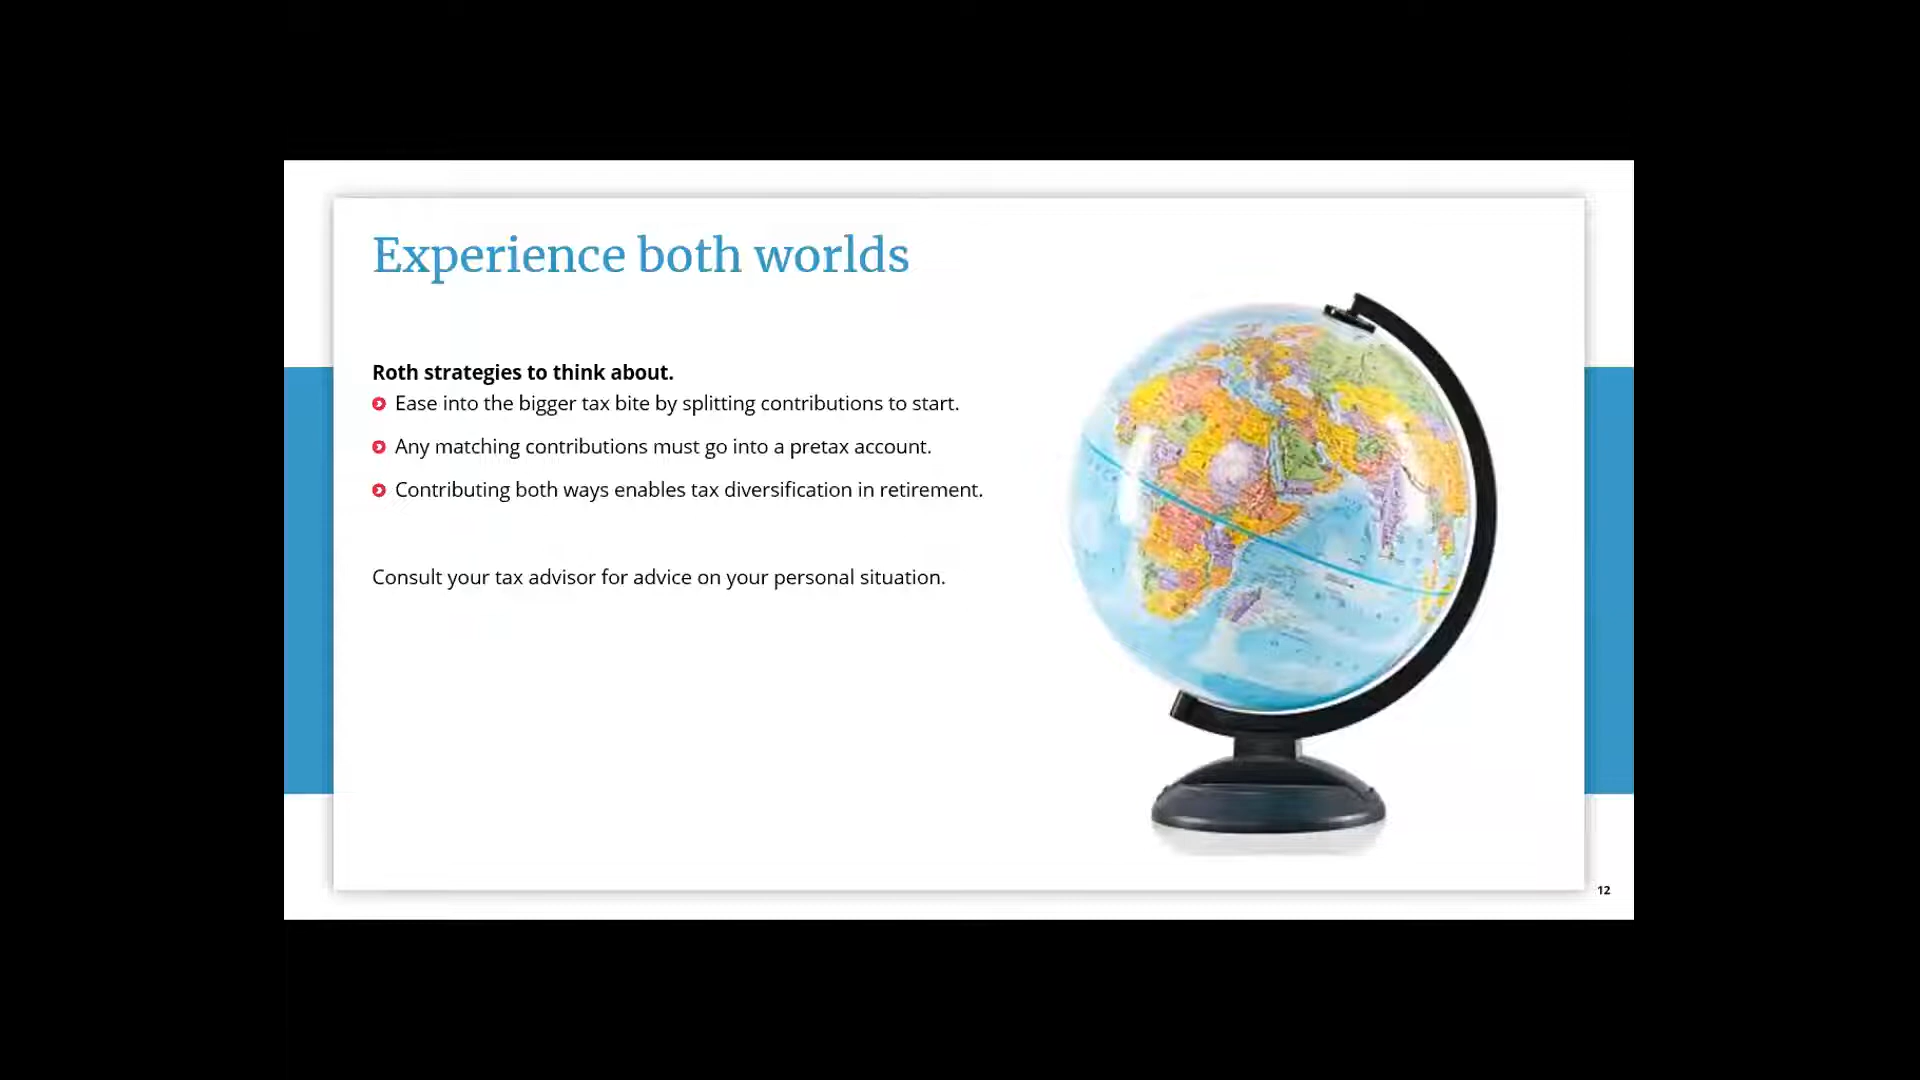 Experience both worlds
Roth strategies to think about.
Ease into the bigger tax bite by splitting contributions to start.
Any matching contributions must go into a pretax account.
Contributing both ways enables tax diversification in retirement.
Consult your tax advisor for advice on your personal situation.
12